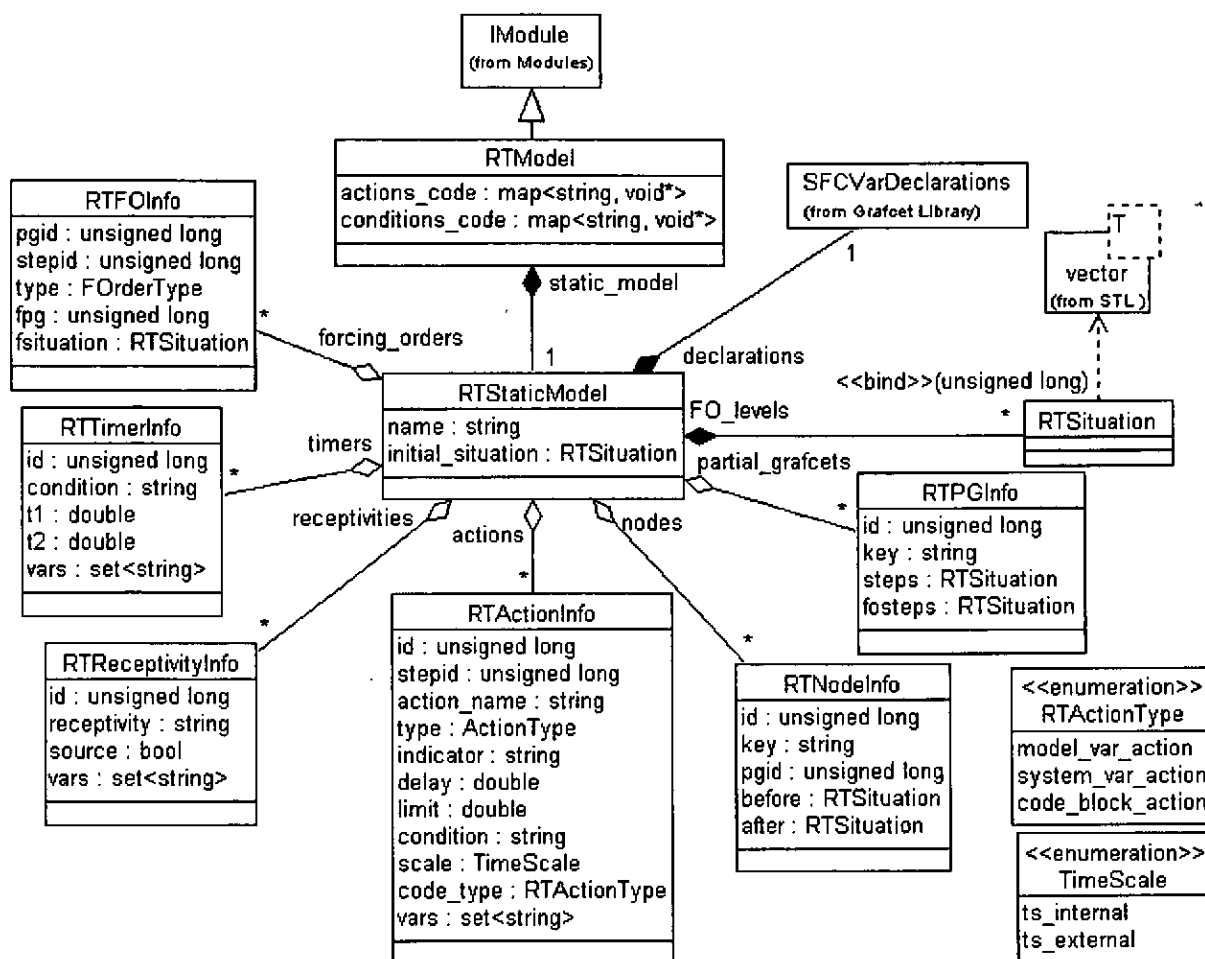 IModule
(from Modules)
RTModel
actions_code : map<string, void*>
conditions_code : map<string, void*>
SFCVarDeclarations
(from Grafcet Library)
1
T
vector
(from STL )
RTFOInfo
pgid : unsigned long
stepid : unsigned long
type : FOrderType
fpg : unsigned long
fsituation : RTSituation
*
forcing_orders
static_model
1
declarations
<<bind>>(unsigned long)
RTStaticModel
name : string
initial_situation : RTSituation
FO_levels
*
RTSituation
RTTimerInfo
id : unsigned long
condition : string
t1 : double
t2 : double
vars : set<string>
timers
*
partial_grafcets
*
RTPGInfo
id : unsigned long
key : string
steps : RTSituation
fosteps : RTSituation
receptivities
*
actions
*
nodes
*
RTReceptivityInfo
id : unsigned long
receptivity : string
source : bool
vars : set<string>
RTActionInfo
id : unsigned long
stepid : unsigned long
action_name : string
type : ActionType
indicator : string
delay : double
limit : double
condition : string
scale : TimeScale
code_type : RTActionType
vars : set<string>
RTNodeInfo
id : unsigned long
key : string
pgid : unsigned long
before : RTSituation
after : RTSituation
<<enumeration>>
RTActionType
model_var_action
system_var_action
code_block_action
<<enumeration>>
TimeScale
ts_internal
ts_external